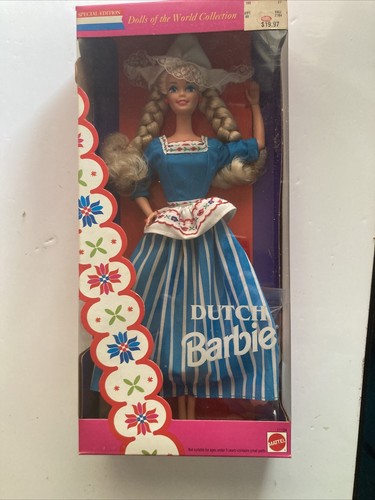 SPECIAL EDITION
Dolls of the World Collection
$19.97
DUTCH
Barbie
MATTEL